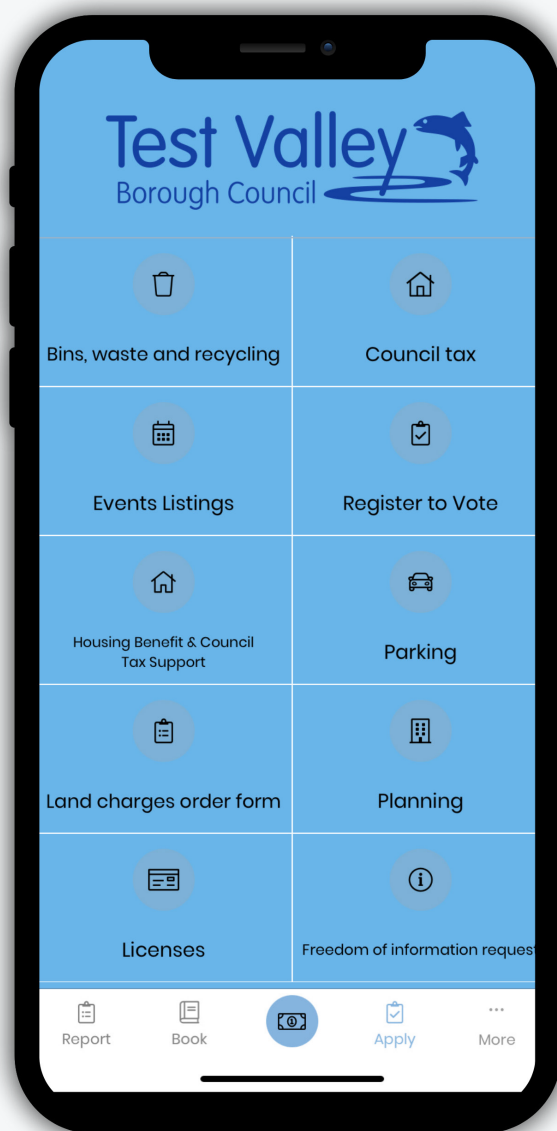 Test Valley
Borough Council
Bins, waste and recycling
Council tax
Events Listings
Register to Vote
Housing Benefit & Council
Tax Support
Parking
Land charges order form
Planning
Licenses
Freedom of information reques
Report
Book
Apply
More